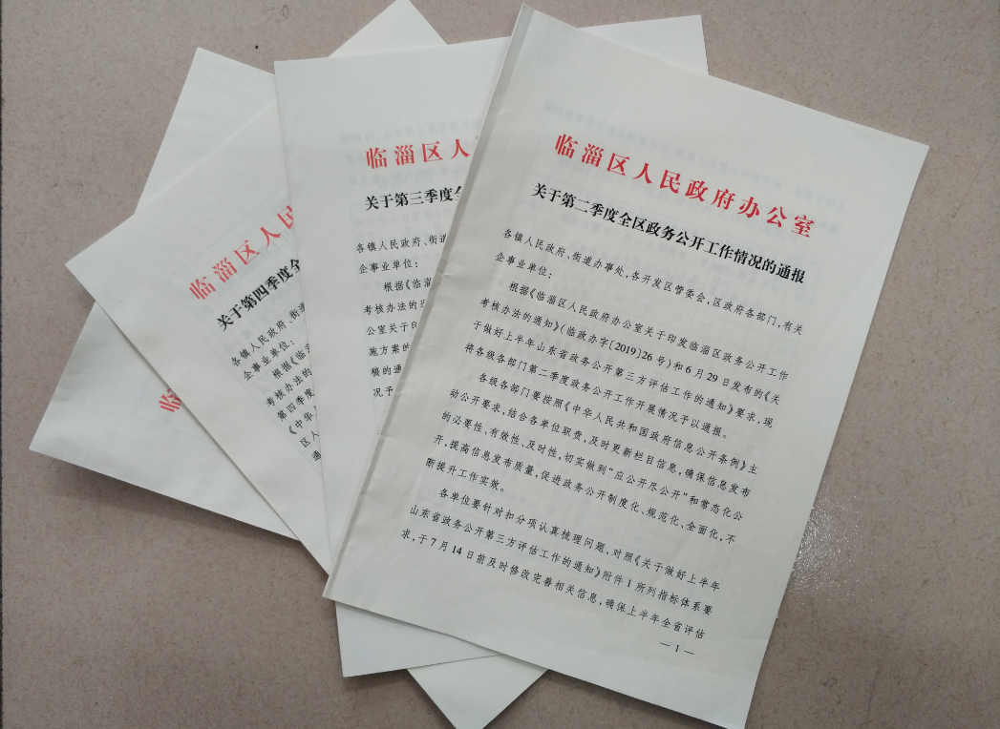 临淄区人民政府办公室
关于第二季度全区政务公开工作情况的通报
各镇人民政府、街道办事处,各开发区管委会,区政府各部门,有关
企事业单位:
根据《临淄区人民政府办公室关于印发临淄区政务公开工作
考核办法的通知》(临政办字〔2019〕26号)和6月29日发布的《关
于做好上半年山东省政务公开第三方评估工作的通知》要求,现
将各级各部门第二季度政务公开工作开展情况予以通报。
各级各部门要按照《中华人民共和国政府信息公开条例》主
动公开要求,结合各单位职责,及时更新栏目信息,确保信息发布
的必要性、有效性、及时性,切实做到“应公开尽公开”和常态化公
开,提高信息发布质量,促进政务公开制度化、规范化、全面化,不
断提升工作实效。
各单位要针对扣分项认真梳理问题,对照《关于做好上半年
山东省政务公开第三方评估工作的通知》附件1所列指标体系要
求,于7月14日前及时修改完善相关信息,确保上半年全省评估
— 1 —
临淄区人
关于第三季度全
各镇人民政府、街道
企事业单位:
根据《临淄
考核办法的
公室关于印
施方案的
稿的通
况予
临淄区人民
关于第四季度全
各镇人民政府、街道
企事业单位:
根据《临淄
考核办法的
第四季度
《中华
区人
通
临